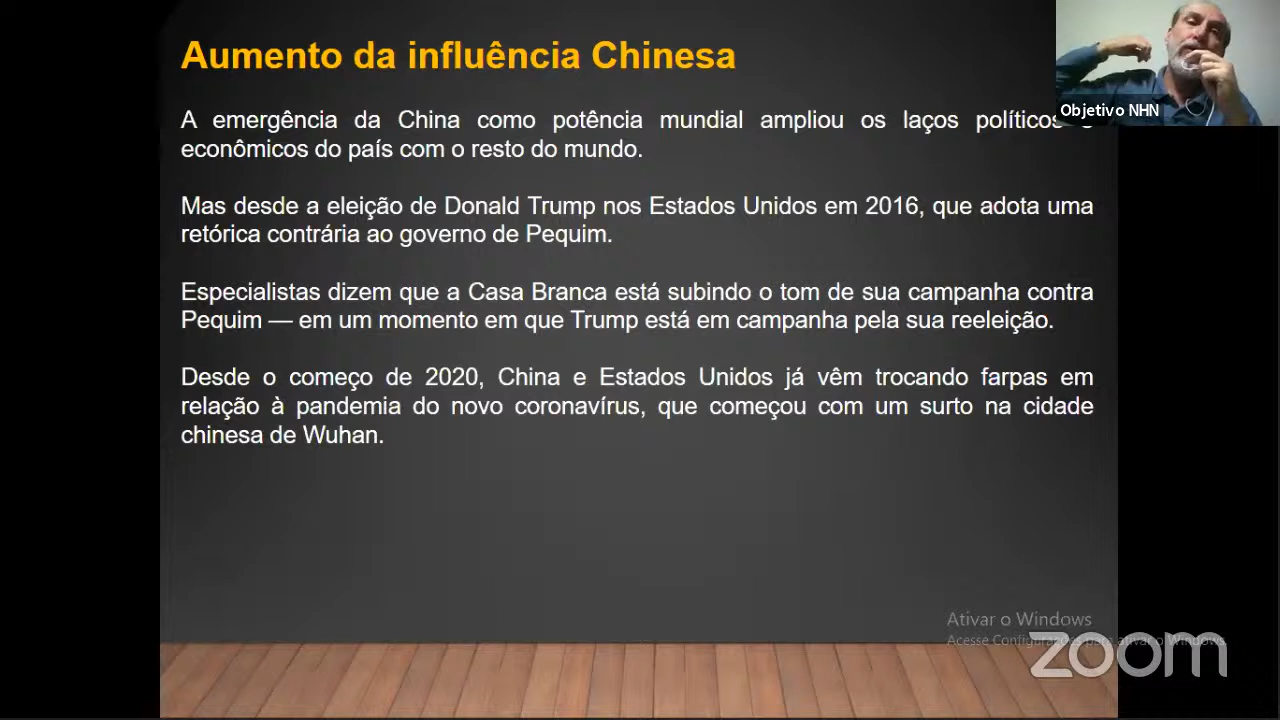 Aumento da influência Chinesa
Objetivo NHN
A emergência da China como potência mundial ampliou os laços políticos e
econômicos do país com o resto do mundo.
Mas desde a eleição de Donald Trump nos Estados Unidos em 2016, que adota uma
retórica contrária ao governo de Pequim.
Especialistas dizem que a Casa Branca está subindo o tom de sua campanha contra
Pequim — em um momento em que Trump está em campanha pela sua reeleição.
Desde o começo de 2020, China e Estados Unidos já vêm trocando farpas em
relação à pandemia do novo coronavírus, que começou com um surto na cidade
chinesa de Wuhan.
Ativar o Windows
Acesse Configurações para ativar o Windows.
zoom